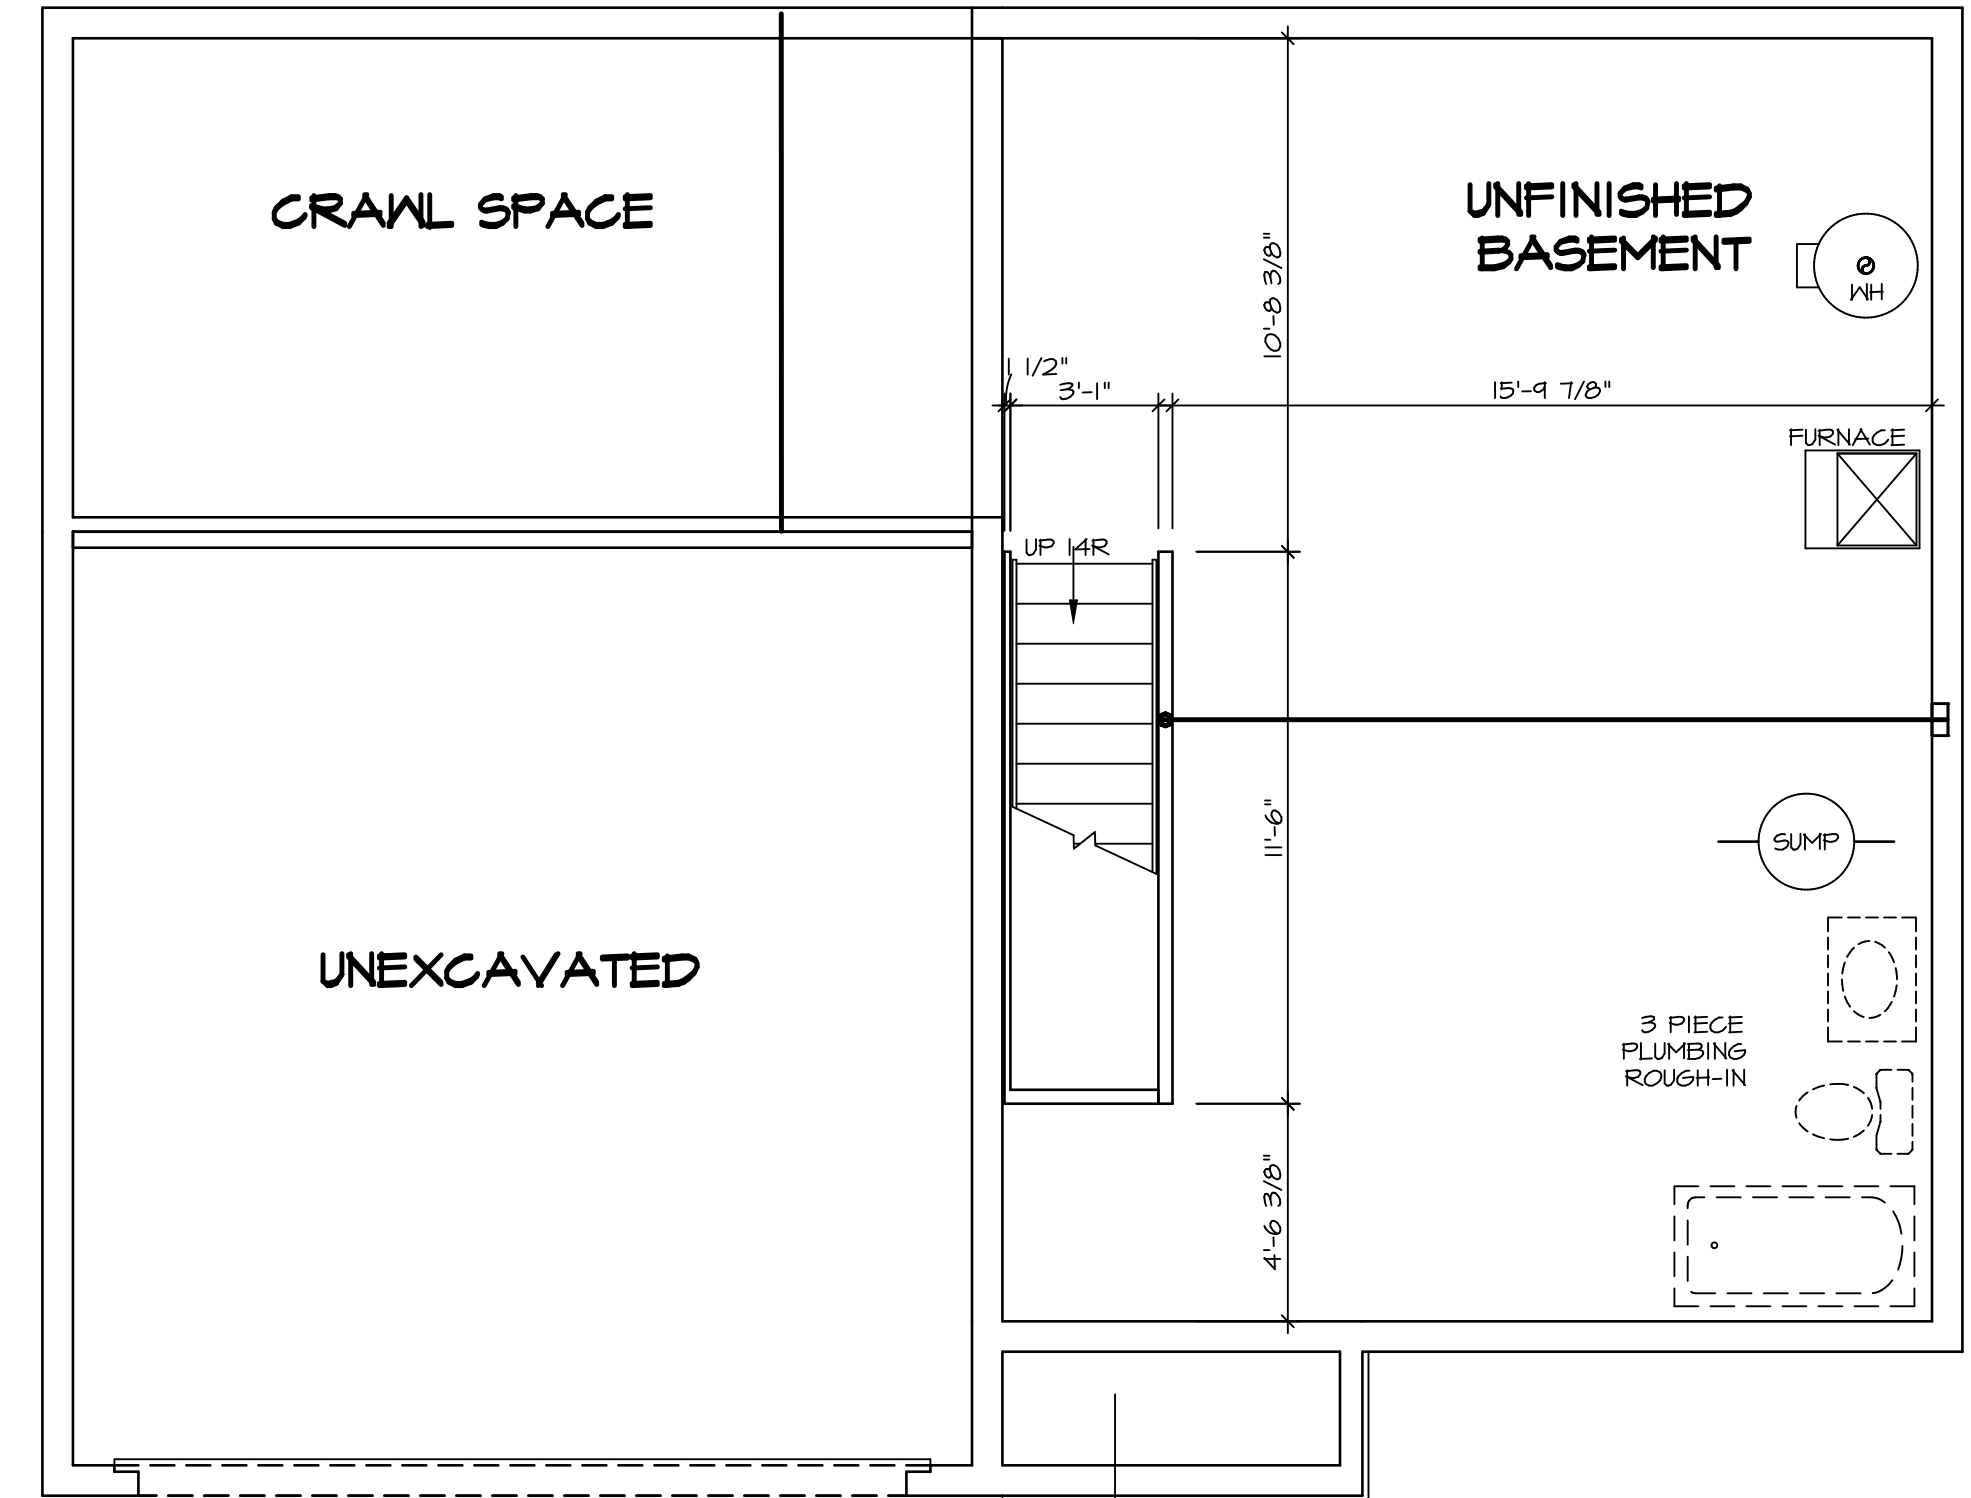 CRAWL SPACE
UNFINISHED
BASEMENT
WH
10'-8 3/8"
1 1/2"
3'-1"
15'-9 7/8"
FURNACE
UP 14R
11'-6"
SUMP
UNEXCAVATED
3 PIECE
PLUMBING
ROUGH-IN
4'-6 3/8"